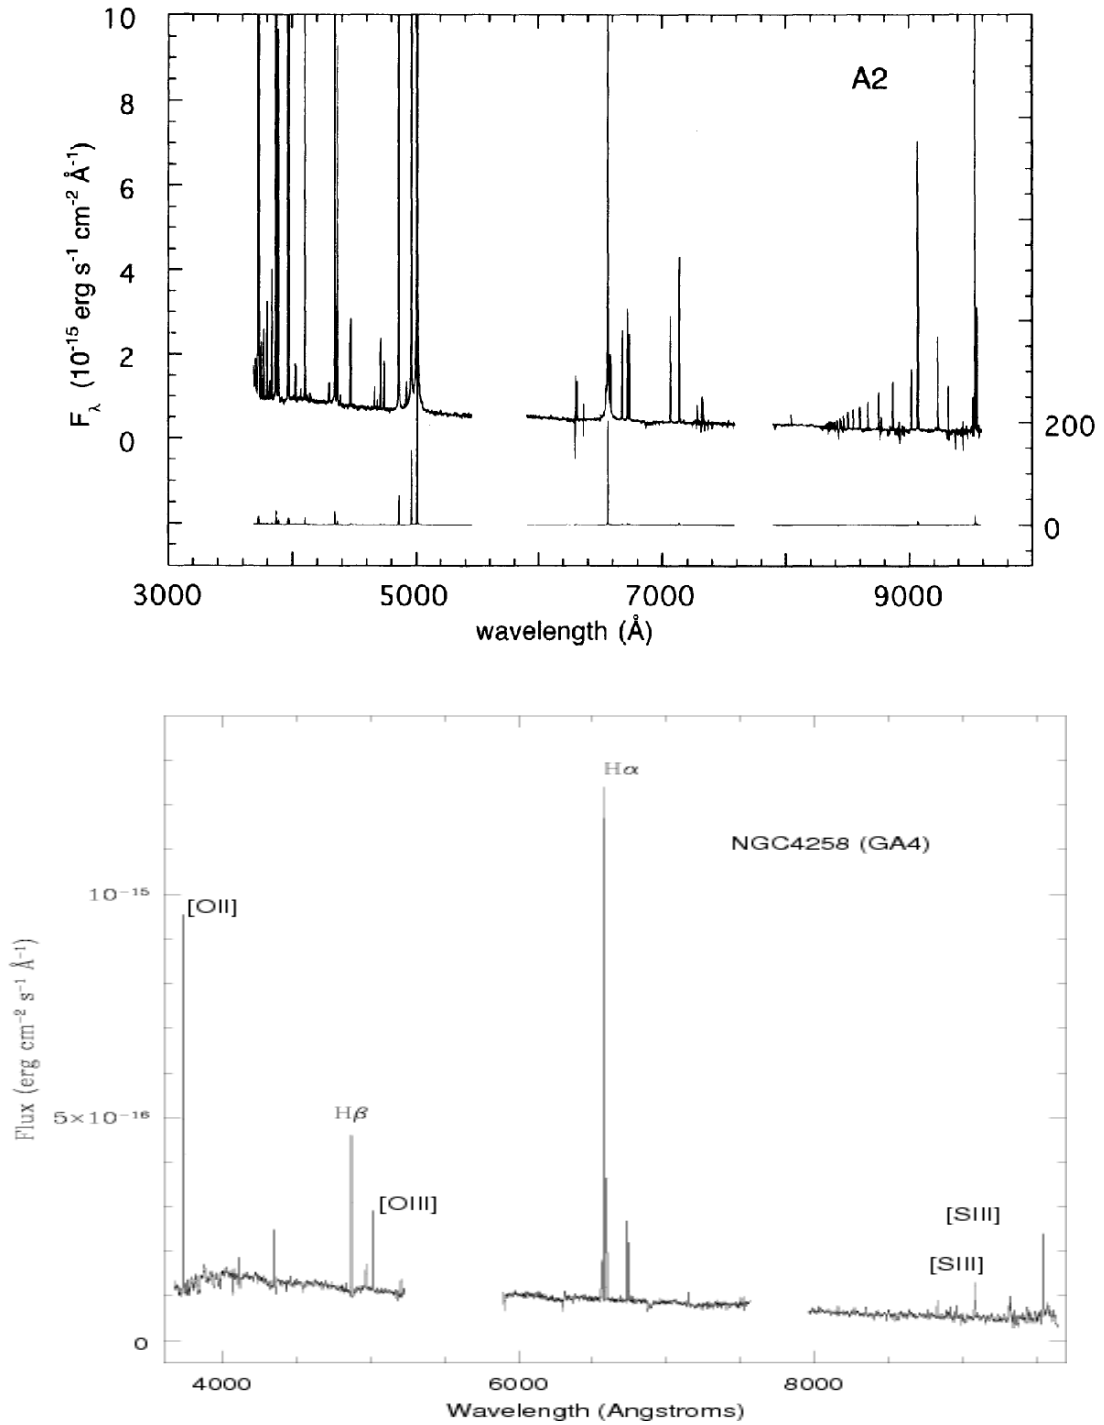 10
8
6
4
2
0
F_λ (10⁻¹⁵ erg s⁻¹ cm⁻² Å⁻¹)
A2
200
0
3000
5000
7000
9000
wavelength (Å)
Hα
NGC4258 (GA4)
10⁻¹⁵
[OII]
Flux (erg cm⁻² s⁻¹ Å⁻¹)
5×10⁻¹⁶
Hβ
[OIII]
[SIII]
[SIII]
0
4000
6000
8000
Wavelength (Angstroms)